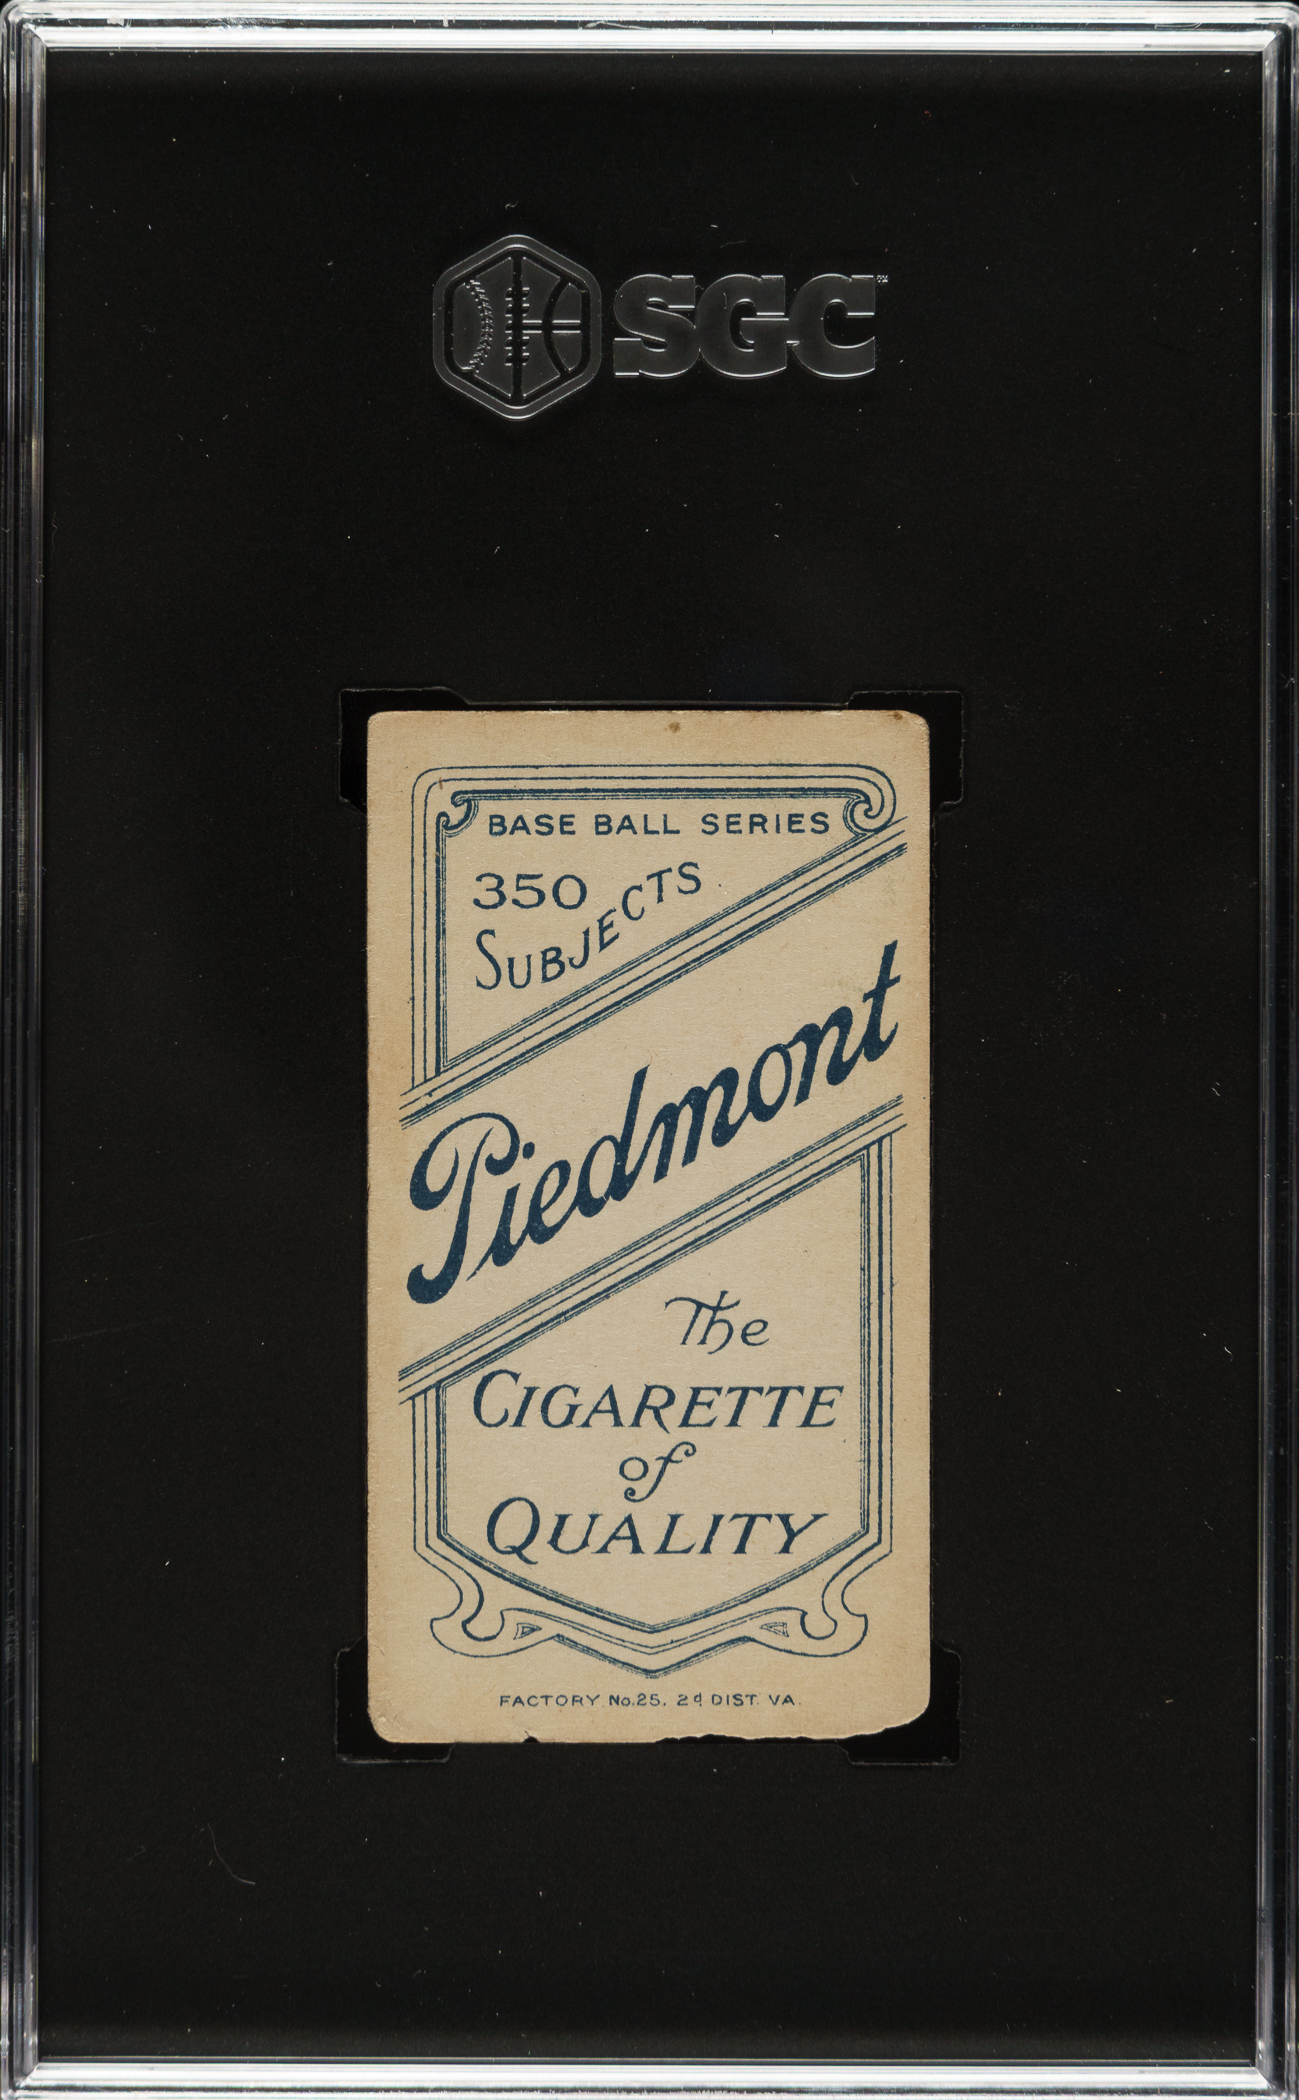 SGC
BASE BALL SERIES
350
SUBJECTS
Piedmont
The
CIGARETTE
of
QUALITY
FACTORY No.25. 2d DIST. VA.